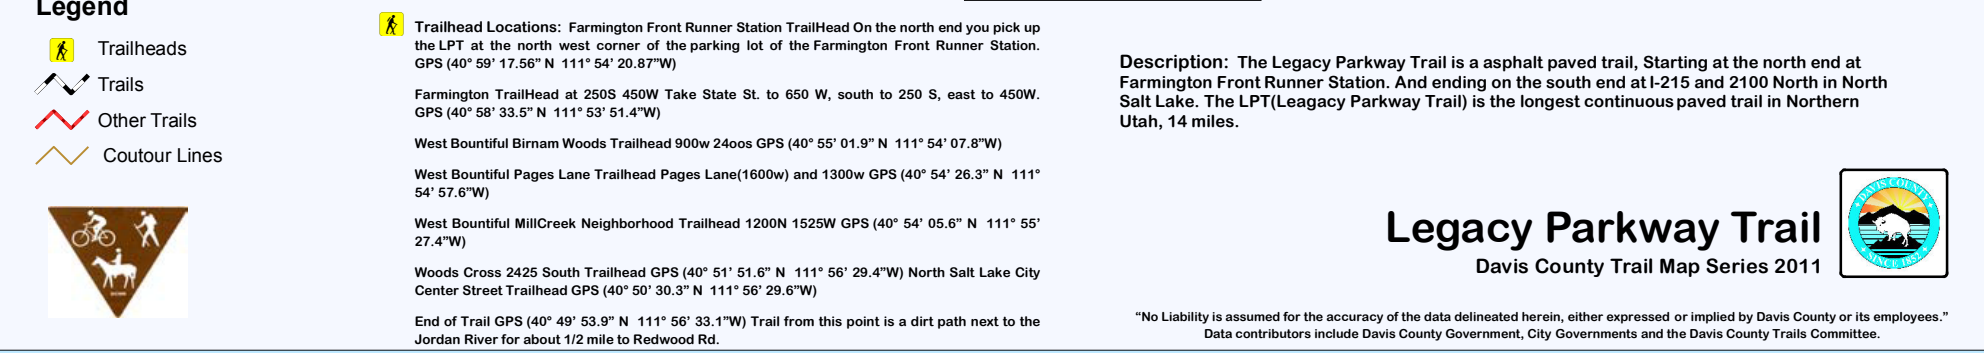 Legend
Trailheads
Trails
Other Trails
Coutour Lines
Trailhead Locations: Farmington Front Runner Station TrailHead On the north end you pick up
the LPT at the north west corner of the parking lot of the Farmington Front Runner Station.
GPS (40° 59' 17.56” N 111° 54' 20.87”W)
Farmington TrailHead at 250S 450W Take State St. to 650 W, south to 250 S, east to 450W.
GPS (40° 58' 33.5” N 111° 53' 51.4”W)
West Bountiful Birnam Woods Trailhead 900w 24oos GPS (40° 55' 01.9” N 111° 54' 07.8”W)
West Bountiful Pages Lane Trailhead Pages Lane(1600w) and 1300w GPS (40° 54' 26.3” N 111°
54' 57.6”W)
West Bountiful MillCreek Neighborhood Trailhead 1200N 1525W GPS (40° 54' 05.6” N 111° 55'
27.4”W)
Woods Cross 2425 South Trailhead GPS (40° 51' 51.6” N 111° 56' 29.4”W) North Salt Lake City
Center Street Trailhead GPS (40° 50' 30.3” N 111° 56' 29.6”W)
End of Trail GPS (40° 49' 53.9” N 111° 56' 33.1”W) Trail from this point is a dirt path next to the
Jordan River for about 1/2 mile to Redwood Rd.
Description: The Legacy Parkway Trail is a asphalt paved trail, Starting at the north end at
Farmington Front Runner Station. And ending on the south end at I-215 and 2100 North in North
Salt Lake. The LPT(Leagacy Parkway Trail) is the longest continuous paved trail in Northern
Utah, 14 miles.
Legacy Parkway Trail
Davis County Trail Map Series 2011
DAVIS COUNTY
SINCE 1852
“No Liability is assumed for the accuracy of the data delineated herein, either expressed or implied by Davis County or its employees.”
Data contributors include Davis County Government, City Governments and the Davis County Trails Committee.